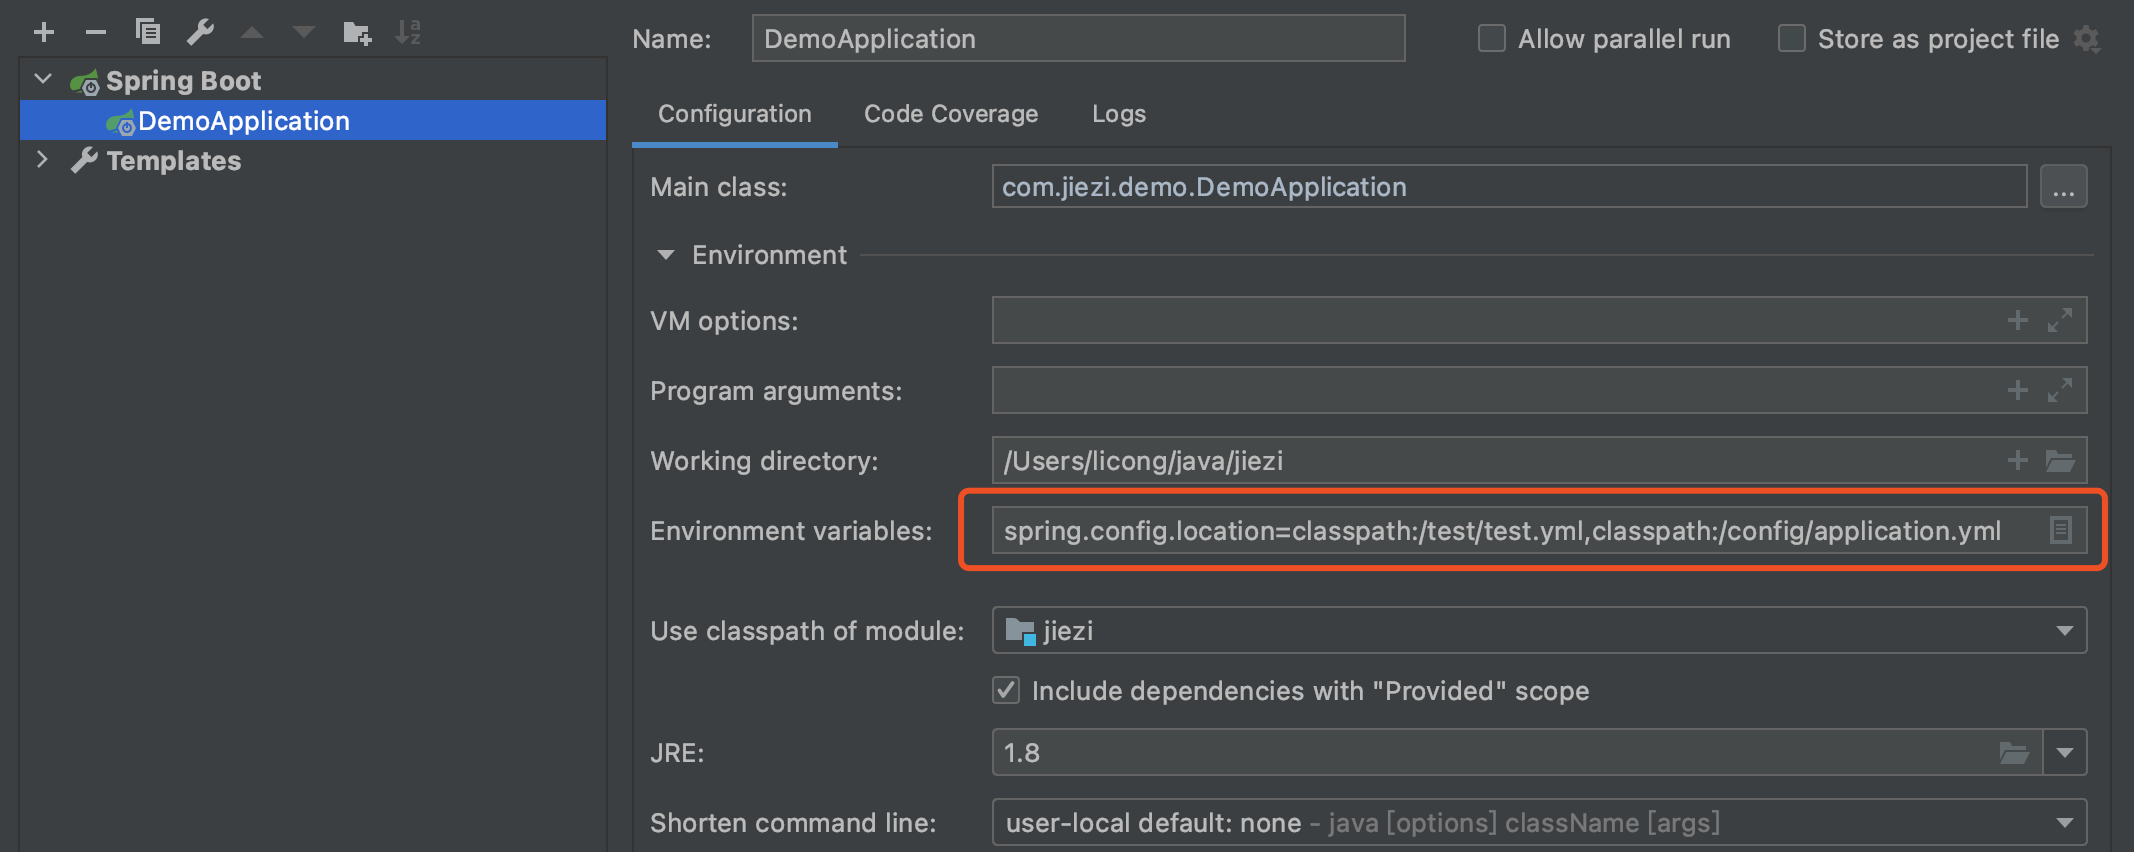 Name: DemoApplication Allow parallel run Store as project file
Spring Boot
DemoApplication
Templates
Configuration Code Coverage Logs
Main class: com.jiezi.demo.DemoApplication ...
Environment
VM options:
Program arguments:
Working directory: /Users/licong/java/jiezi
Environment variables: spring.config.location=classpath:/test/test.yml,classpath:/config/application.yml
Use classpath of module: jiezi
Include dependencies with "Provided" scope
JRE: 1.8
Shorten command line: user-local default: none - java [options] className [args]